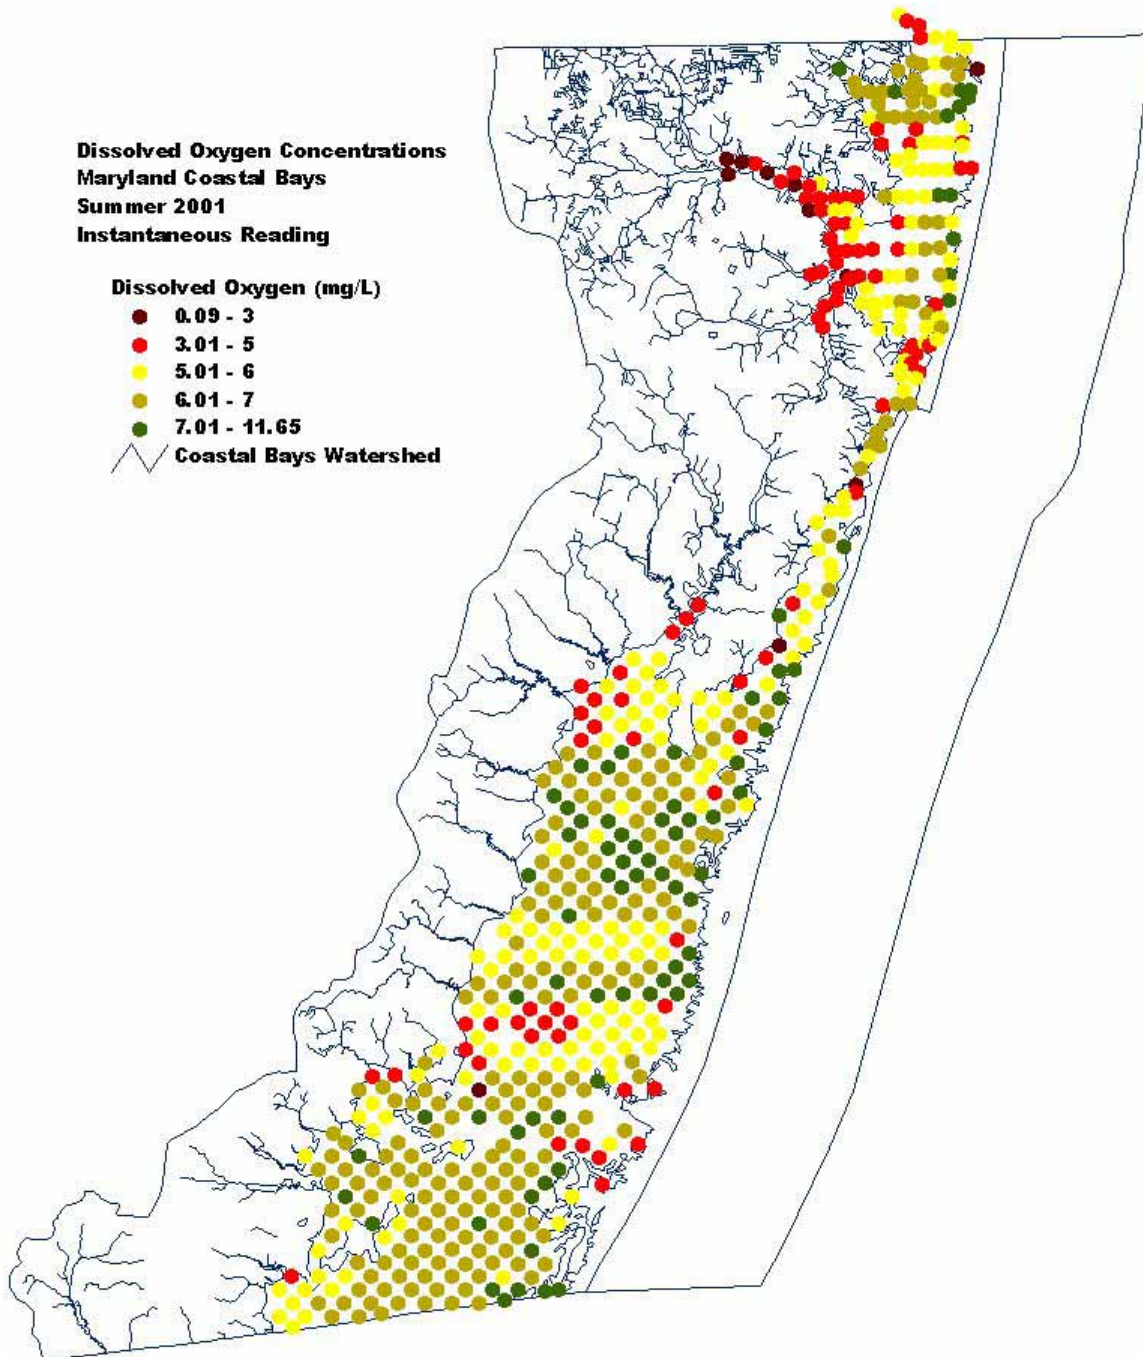 Dissolved Oxygen Concentrations
Maryland Coastal Bays
Summer 2001
Instantaneous Reading
Dissolved Oxygen (mg/L)
0.09 - 3
3.01 - 5
5.01 - 6
6.01 - 7
7.01 - 11.65
Coastal Bays Watershed